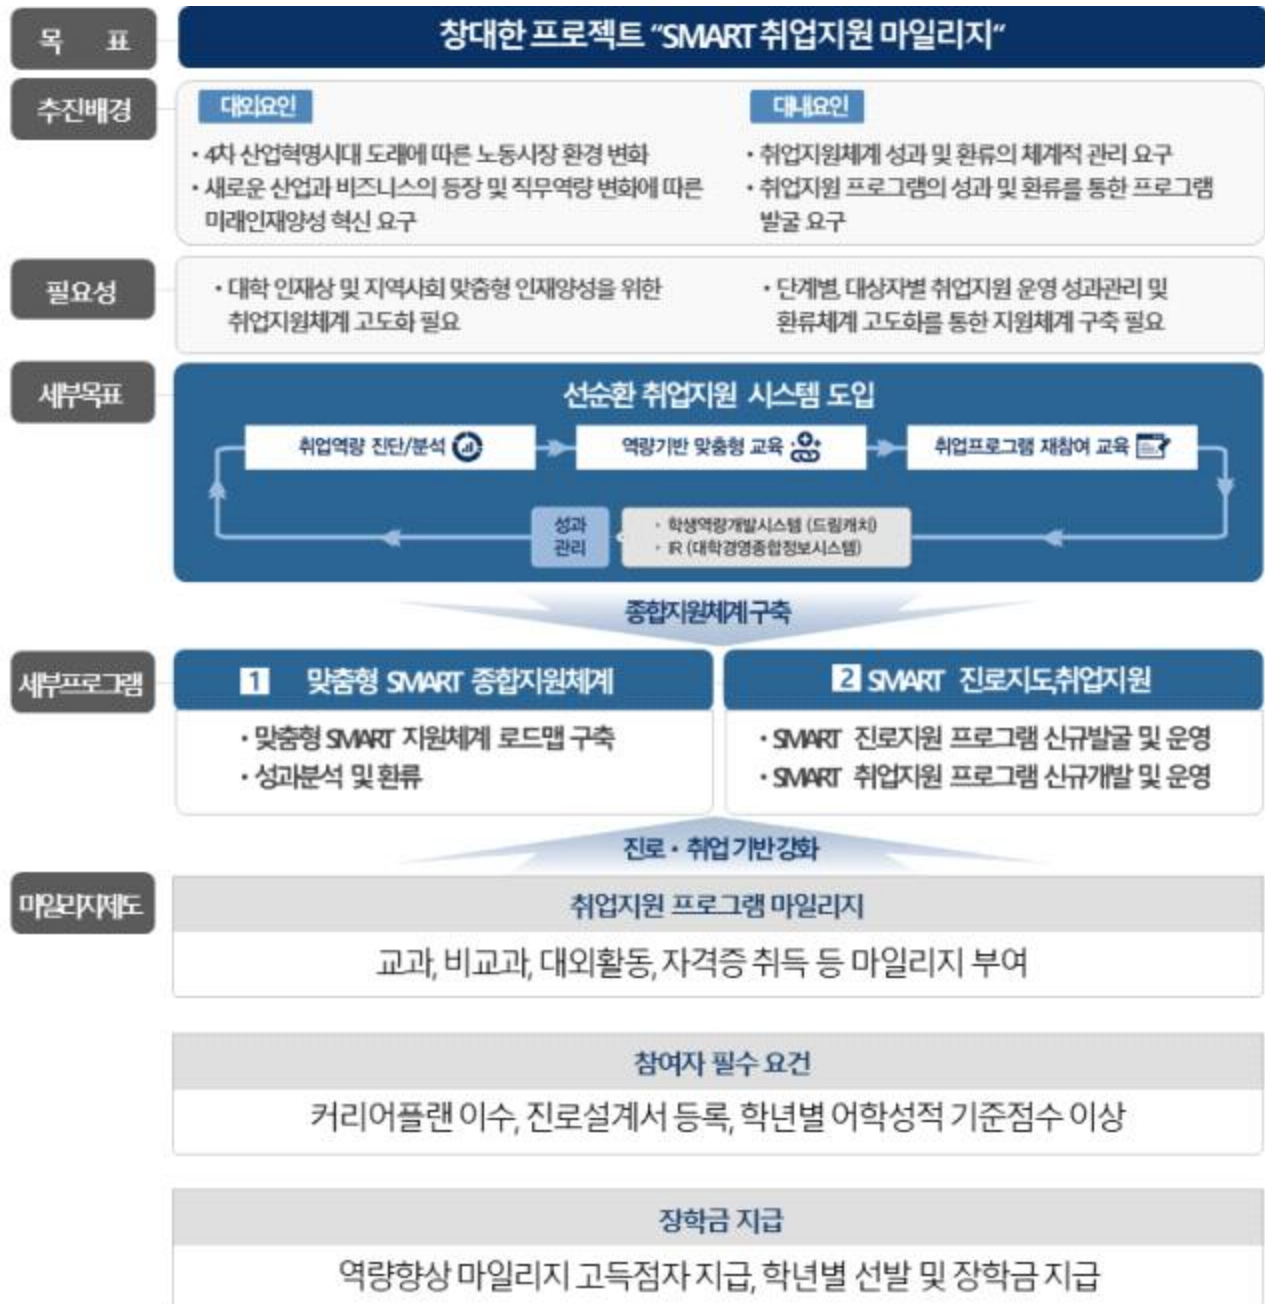 목 표
창대한 프로젝트 “SMART 취업지원 마일리지“
추진배경
대외요인
· 4차 산업혁명시대 도래에 따른 노동시장 환경 변화
· 새로운 산업과 비즈니스의 등장 및 직무역량 변화에 따른
미래인재양성 혁신 요구
대내요인
· 취업지원체계 성과 및 환류의 체계적 관리 요구
· 취업지원 프로그램의 성과 및 환류를 통한 프로그램
발굴 요구
필요성
· 대학 인재상 및 지역사회 맞춤형 인재양성을 위한
취업지원체계 고도화 필요
· 단계별, 대상자별 취업지원 운영 성과관리 및
환류체계 고도화를 통한 지원체계 구축 필요
세부목표
선순환 취업지원 시스템 도입
취업역량 진단/분석
역량기반 맞춤형 교육
취업프로그램 재참여 교육
성과
관리
· 학생역량개발시스템 (드림캐치)
· IR (대학경영종합정보시스템)
종합지원체계 구축
세부프로그램
1 맞춤형 SMART 종합지원체계
· 맞춤형 SMART 지원체계 로드맵 구축
· 성과분석 및 환류
2 SMART 진로지도,취업지원
· SMART 진로지원 프로그램 신규발굴 및 운영
· SMART 취업지원 프로그램 신규개발 및 운영
진로 · 취업 기반 강화
마일리지제도
취업지원 프로그램 마일리지
교과, 비교과, 대외활동, 자격증 취득 등 마일리지 부여
참여자 필수 요건
커리어플랜 이수, 진로설계서 등록, 학년별 어학성적 기준점수 이상
장학금 지급
역량향상 마일리지 고득점자 지급, 학년별 선발 및 장학금 지급